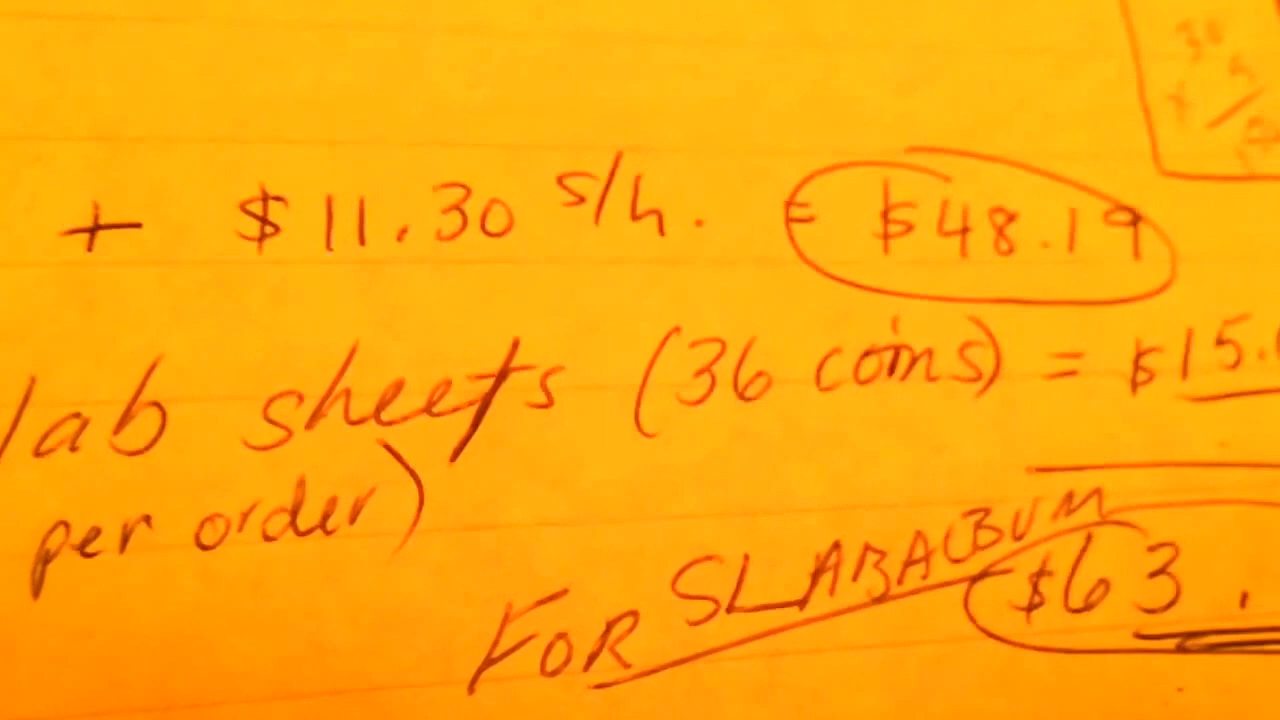 + $11.30 s/h. = $48.19
lab sheets (36 coins) = $15.
per order)
FOR SLABALBUM $63.